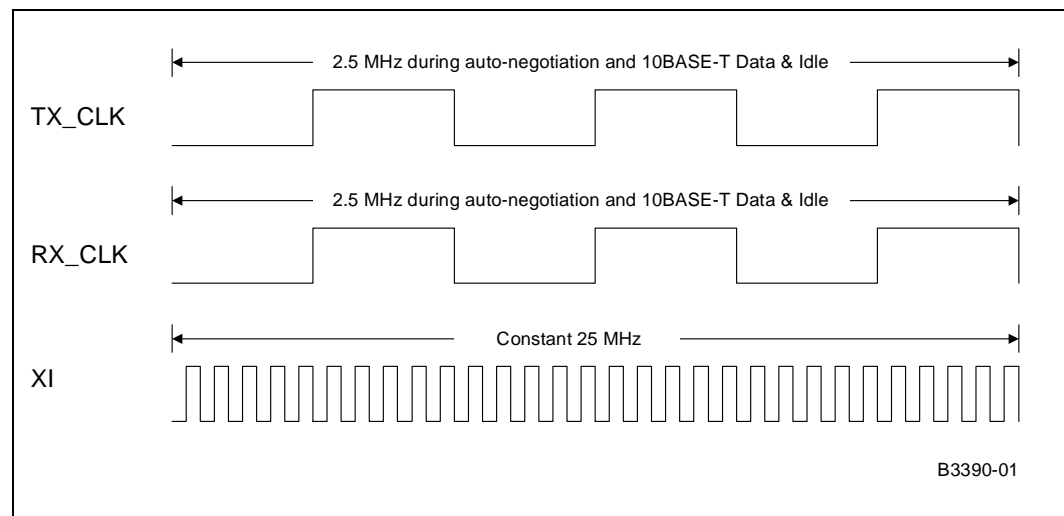 2.5 MHz during auto-negotiation and 10BASE-T Data & Idle
TX_CLK
2.5 MHz during auto-negotiation and 10BASE-T Data & Idle
RX_CLK
Constant 25 MHz
XI
B3390-01